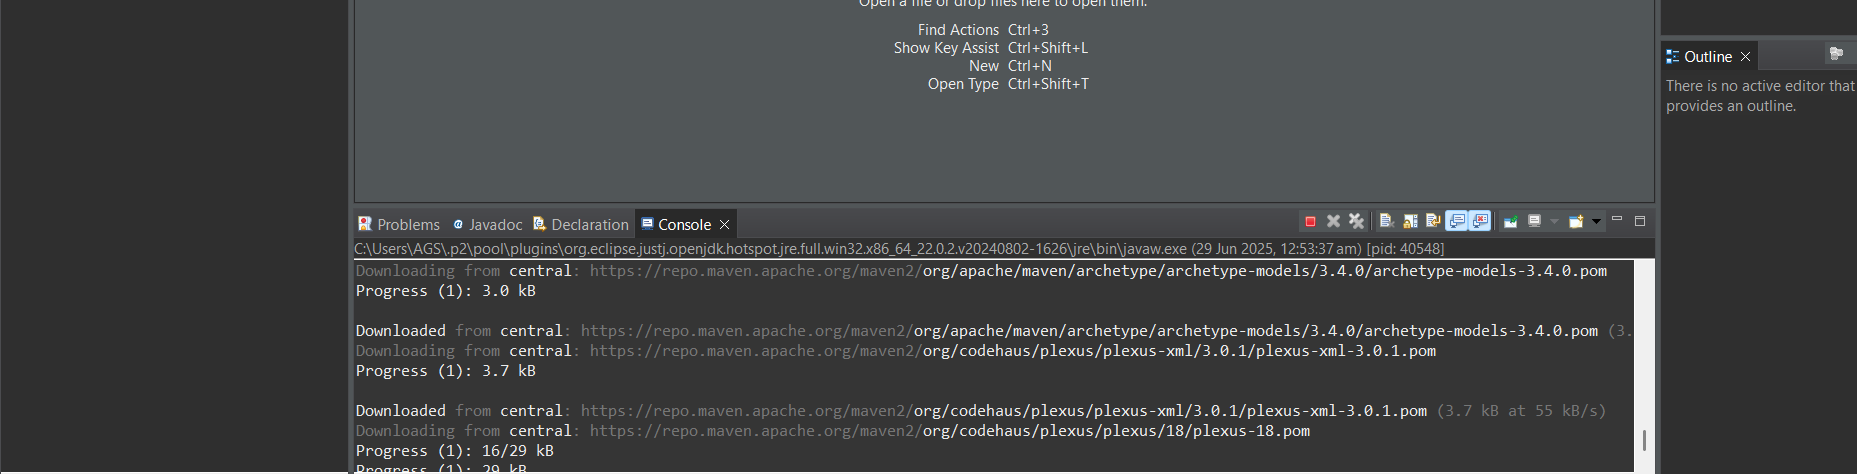 Open a file or drop files here to open them.
Find Actions Ctrl+3
Show Key Assist Ctrl+Shift+L
New Ctrl+N
Open Type Ctrl+Shift+T
Outline
There is no active editor that
provides an outline.
Problems Javadoc Declaration Console
C:\Users\AGS\.p2\pool\plugins\org.eclipse.justj.openjdk.hotspot.jre.full.win32.x86_64_22.0.2.v20240802-1626\jre\bin\javaw.exe (29 Jun 2025, 12:53:37 am) [pid: 40548]
Downloading from central: https://repo.maven.apache.org/maven2/org/apache/maven/archetype/archetype-models/3.4.0/archetype-models-3.4.0.pom
Progress (1): 3.0 kB
Downloaded from central: https://repo.maven.apache.org/maven2/org/apache/maven/archetype/archetype-models/3.4.0/archetype-models-3.4.0.pom (3.
Downloading from central: https://repo.maven.apache.org/maven2/org/codehaus/plexus/plexus-xml/3.0.1/plexus-xml-3.0.1.pom
Progress (1): 3.7 kB
Downloaded from central: https://repo.maven.apache.org/maven2/org/codehaus/plexus/plexus-xml/3.0.1/plexus-xml-3.0.1.pom (3.7 kB at 55 kB/s)
Downloading from central: https://repo.maven.apache.org/maven2/org/codehaus/plexus/plexus/18/plexus-18.pom
Progress (1): 16/29 kB
Progress (1): 29 kB